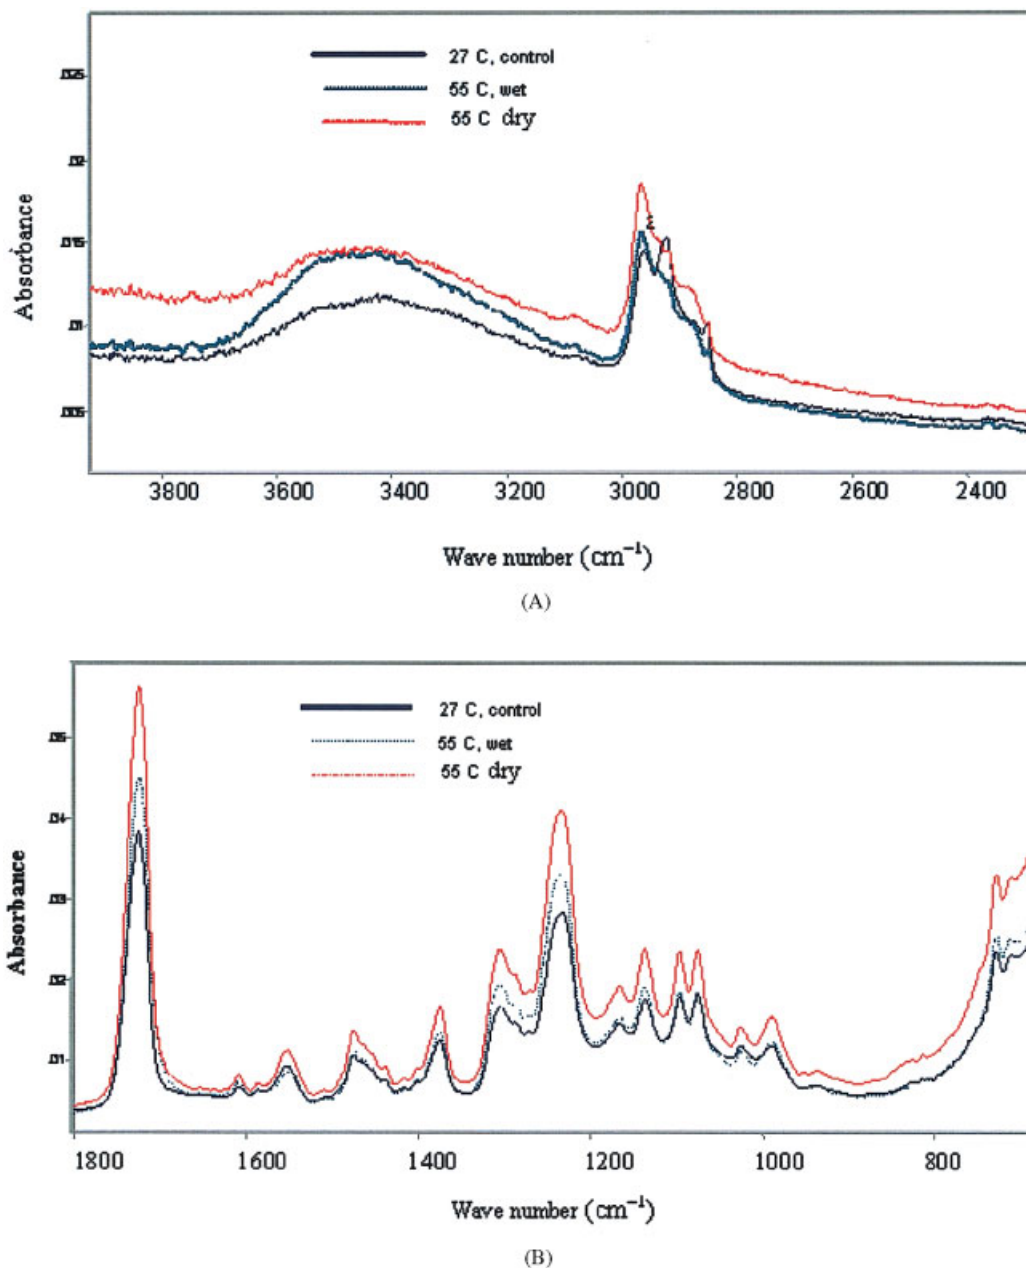 27 C, control
55 C, wet
55 C dry
.025
.02
.015
.01
.005
Absorbance
3800 3600 3400 3200 3000 2800 2600 2400
Wave number (cm⁻¹)
(A)
27 C, control
55 C, wet
55 C dry
.05
.04
.03
.02
.01
Absorbance
1800 1600 1400 1200 1000 800
Wave number (cm⁻¹)
(B)